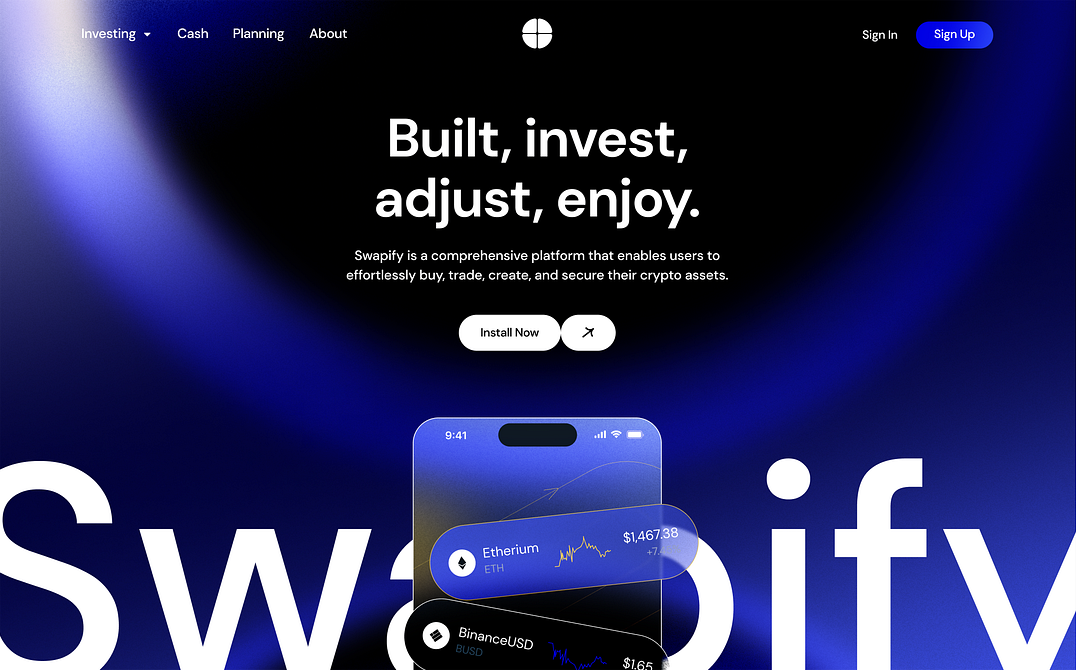 Investing
Cash
Planning
About
Sign In
Sign Up
Built, invest,
adjust, enjoy.
Swapify is a comprehensive platform that enables users to
effortlessly buy, trade, create, and secure their crypto assets.
Install Now
9:41
Swapify
Etherium
ETH
$1,467.38
+7.
BinanceUSD
BUSD
$1.65